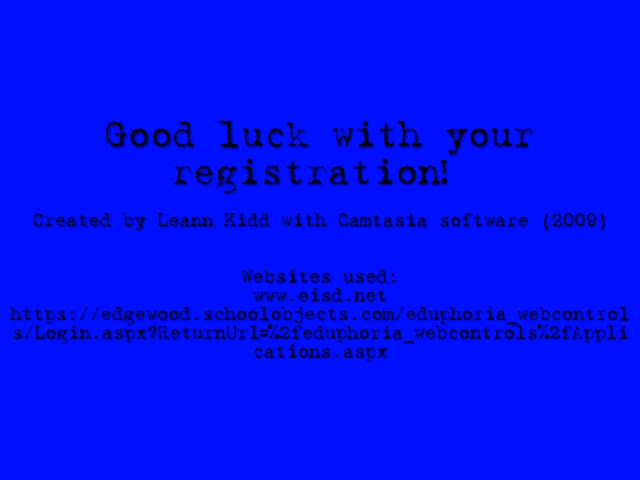 Good luck with your
registration!
Created by Leann Kidd with Camtasia software (2009)
Websites used:
www.eisd.net
https://edgewood.schoolobjects.com/eduphoria_webcontrol
s/Login.aspx?ReturnUrl=%2feduphoria_webcontrols%2fAppli
cations.aspx